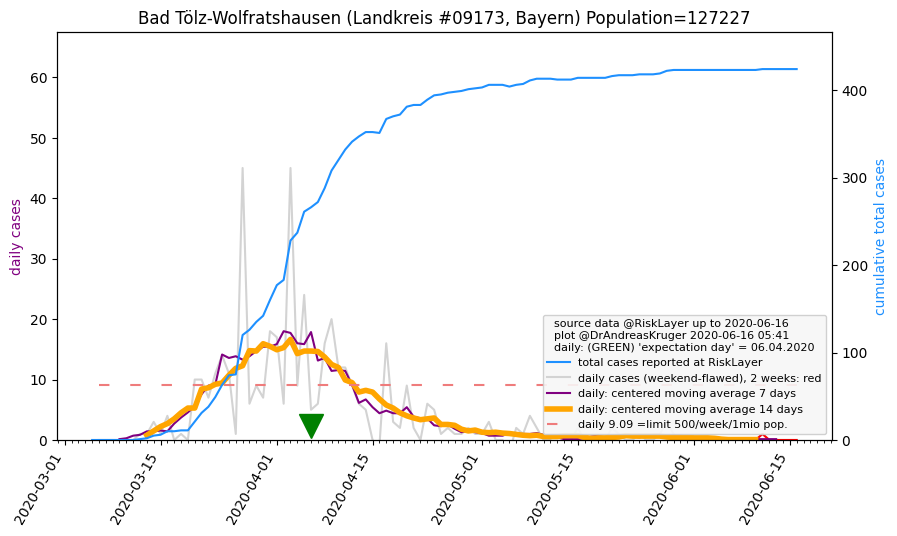 Bad Tölz-Wolfratshausen (Landkreis #09173, Bayern) Population=127227
60
50
40
30
20
10
0
daily cases
400
300
200
100
0
cumulative total cases
source data @RiskLayer up to 2020-06-16
plot @DrAndreasKruger 2020-06-16 05:41
daily: (GREEN) 'expectation day' = 06.04.2020
total cases reported at RiskLayer
daily cases (weekend-flawed), 2 weeks: red
daily: centered moving average 7 days
daily: centered moving average 14 days
daily 9.09 =limit 500/week/1mio pop.
2020-03-01
2020-03-15
2020-04-01
2020-04-15
2020-05-01
2020-05-15
2020-06-01
2020-06-15